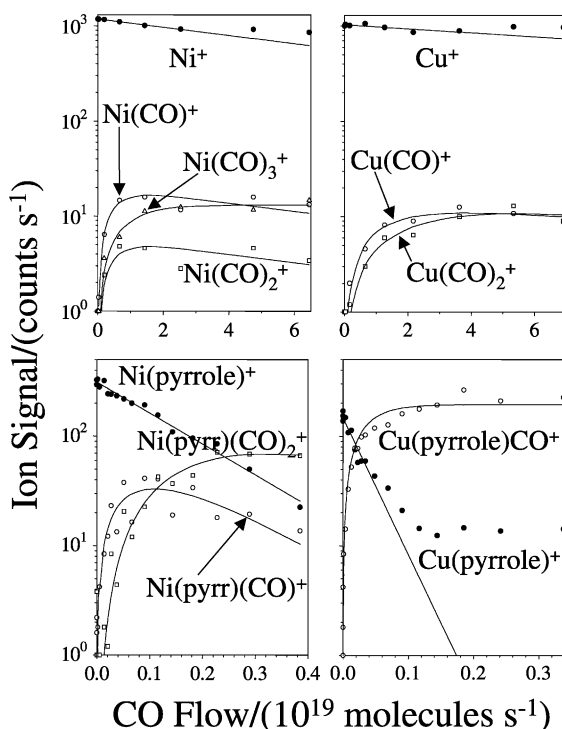 10³
10²
10¹
10⁰
Ni⁺
Ni(CO)⁺
Ni(CO)₃⁺
Ni(CO)₂⁺
0 2 4 6
Cu⁺
Cu(CO)⁺
Cu(CO)₂⁺
0 2 4 6
Ion Signal/(counts s⁻¹)
10²
10¹
10⁰
Ni(pyrrole)⁺
Ni(pyrr)(CO)₂⁺
Ni(pyrr)(CO)⁺
0.0 0.1 0.2 0.3 0.4
Cu(pyrrole)CO⁺
Cu(pyrrole)⁺
0.0 0.1 0.2 0.3
CO Flow/(10¹⁹ molecules s⁻¹)